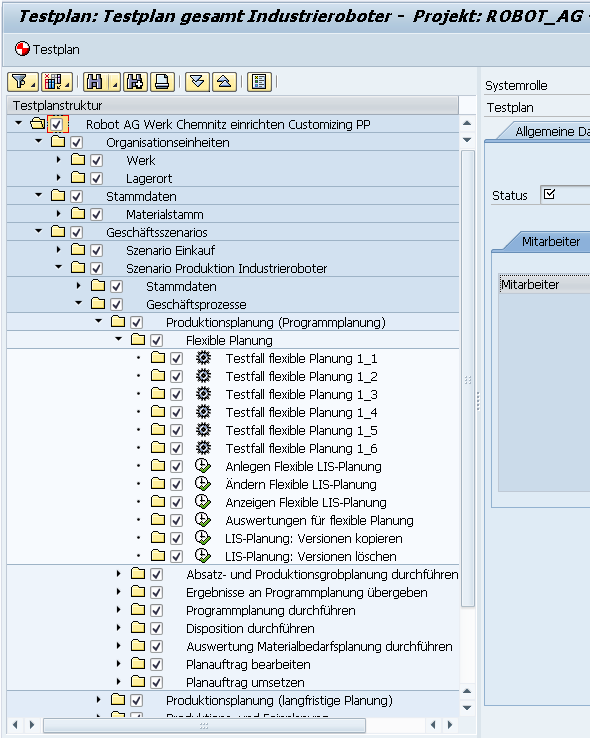 Testplan: Testplan gesamt Industrieroboter - Projekt: ROBOT_AG -
Testplan
Testplanstruktur
Robot AG Werk Chemnitz einrichten Customizing PP
Organisationseinheiten
Werk
Lagerort
Stammdaten
Materialstamm
Geschäftsszenarios
Szenario Einkauf
Szenario Produktion Industrieroboter
Stammdaten
Geschäftsprozesse
Produktionsplanung (Programmplanung)
Flexible Planung
Testfall flexible Planung 1_1
Testfall flexible Planung 1_2
Testfall flexible Planung 1_3
Testfall flexible Planung 1_4
Testfall flexible Planung 1_5
Testfall flexible Planung 1_6
Anlegen Flexible LIS-Planung
Ändern Flexible LIS-Planung
Anzeigen Flexible LIS-Planung
Auswertungen für flexible Planung
LIS-Planung: Versionen kopieren
LIS-Planung: Versionen löschen
Absatz- und Produktionsgrobplanung durchführen
Ergebnisse an Programmplanung übergeben
Programmplanung durchführen
Disposition durchführen
Auswertung Materialbedarfsplanung durchführen
Planauftrag bearbeiten
Planauftrag umsetzen
Produktionsplanung (langfristige Planung)
Systemrolle
Testplan
Allgemeine Da
Status
Mitarbeiter
Mitarbeiter